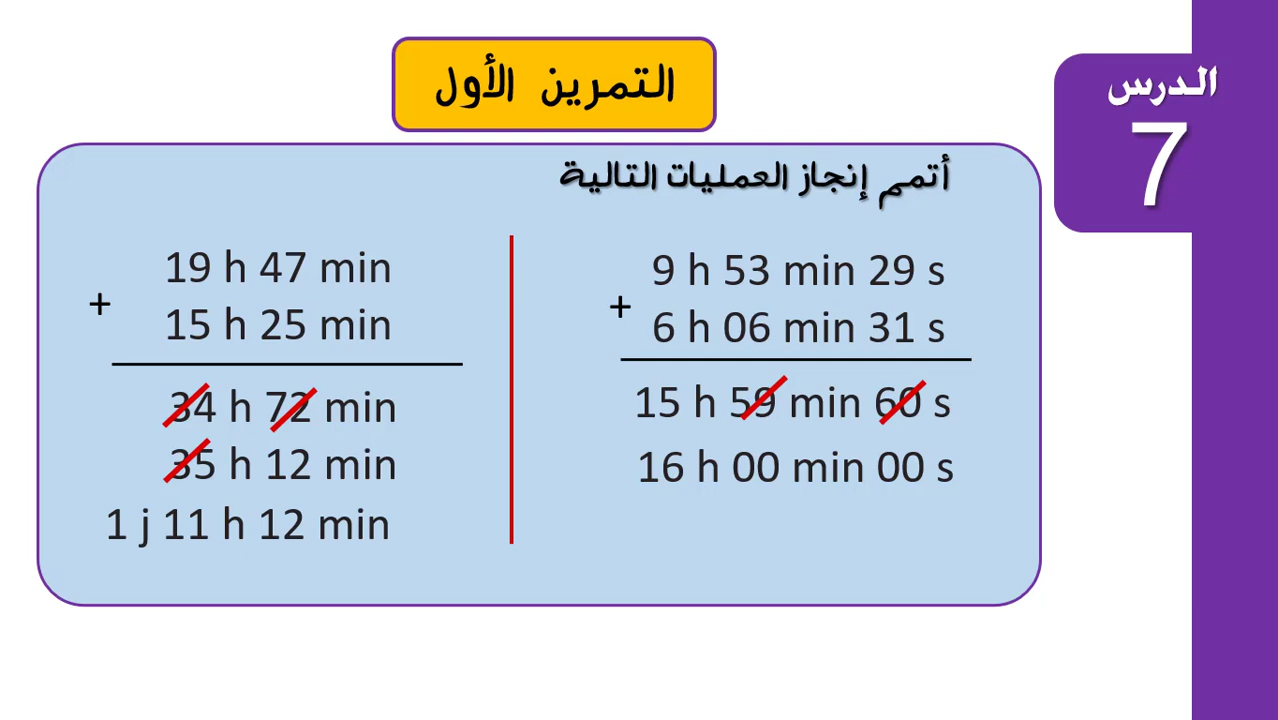 الدرس
7
التمرين الأول
أتمم إنجاز العمليات التالية
19 h 47 min
+
15 h 25 min
34 h 72 min
35 h 12 min
1 j 11 h 12 min
9 h 53 min 29 s
+
6 h 06 min 31 s
15 h 59 min 60 s
16 h 00 min 00 s